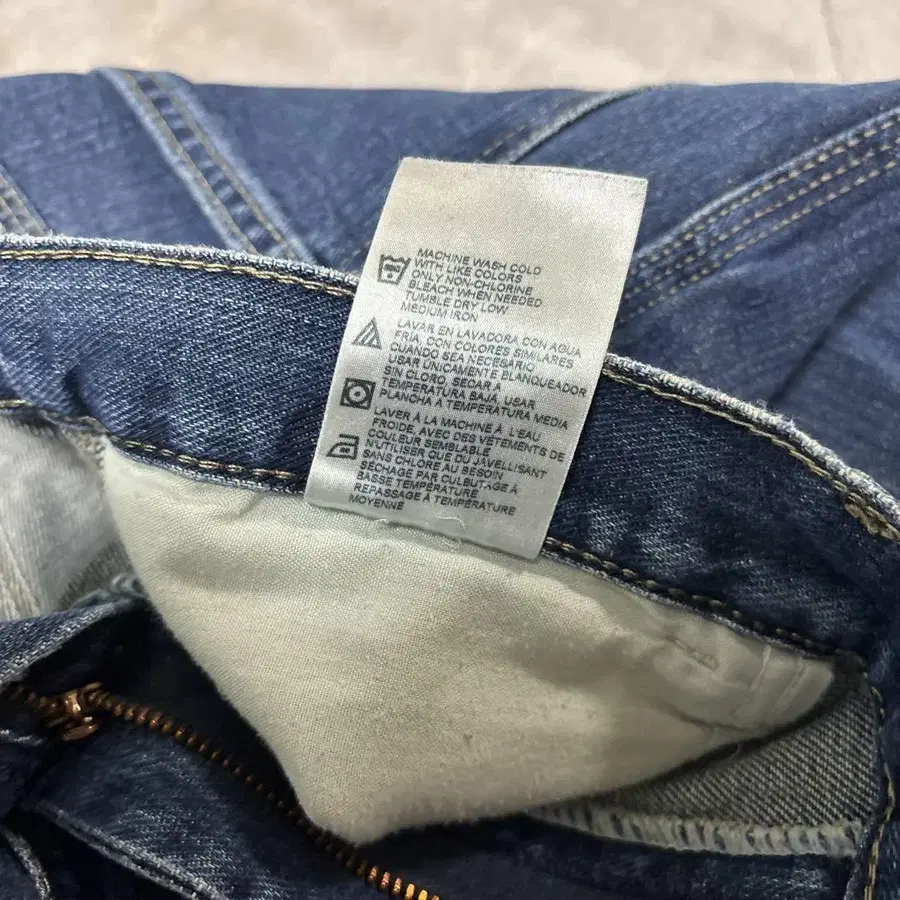 MACHINE WASH COLD
WITH LIKE COLORS
ONLY NON-CHLORINE
BLEACH WHEN NEEDED
TUMBLE DRY LOW
MEDIUM IRON
LAVAR EN LAVADORA CON AGUA
FRIA, CON COLORES SIMILARES
CUANDO SEA NECESARIO
USAR ÚNICAMENTE BLANQUEADOR
SIN CLORO, SECAR A
TEMPERATURA BAJA, USAR
PLANCHA A TEMPERATURA MEDIA
LAVER À LA MACHINE À L'EAU
FROIDE, AVEC DES VÊTEMENTS DE
COULEUR SEMBLABLE
N'UTILISER QUE DU JAVELLISANT
SANS CHLORE AU BESOIN
SÉCHAGE PAR CULBUTAGE À
BASSE TEMPÉRATURE
REPASSAGE À TEMPÉRATURE
MOYENNE